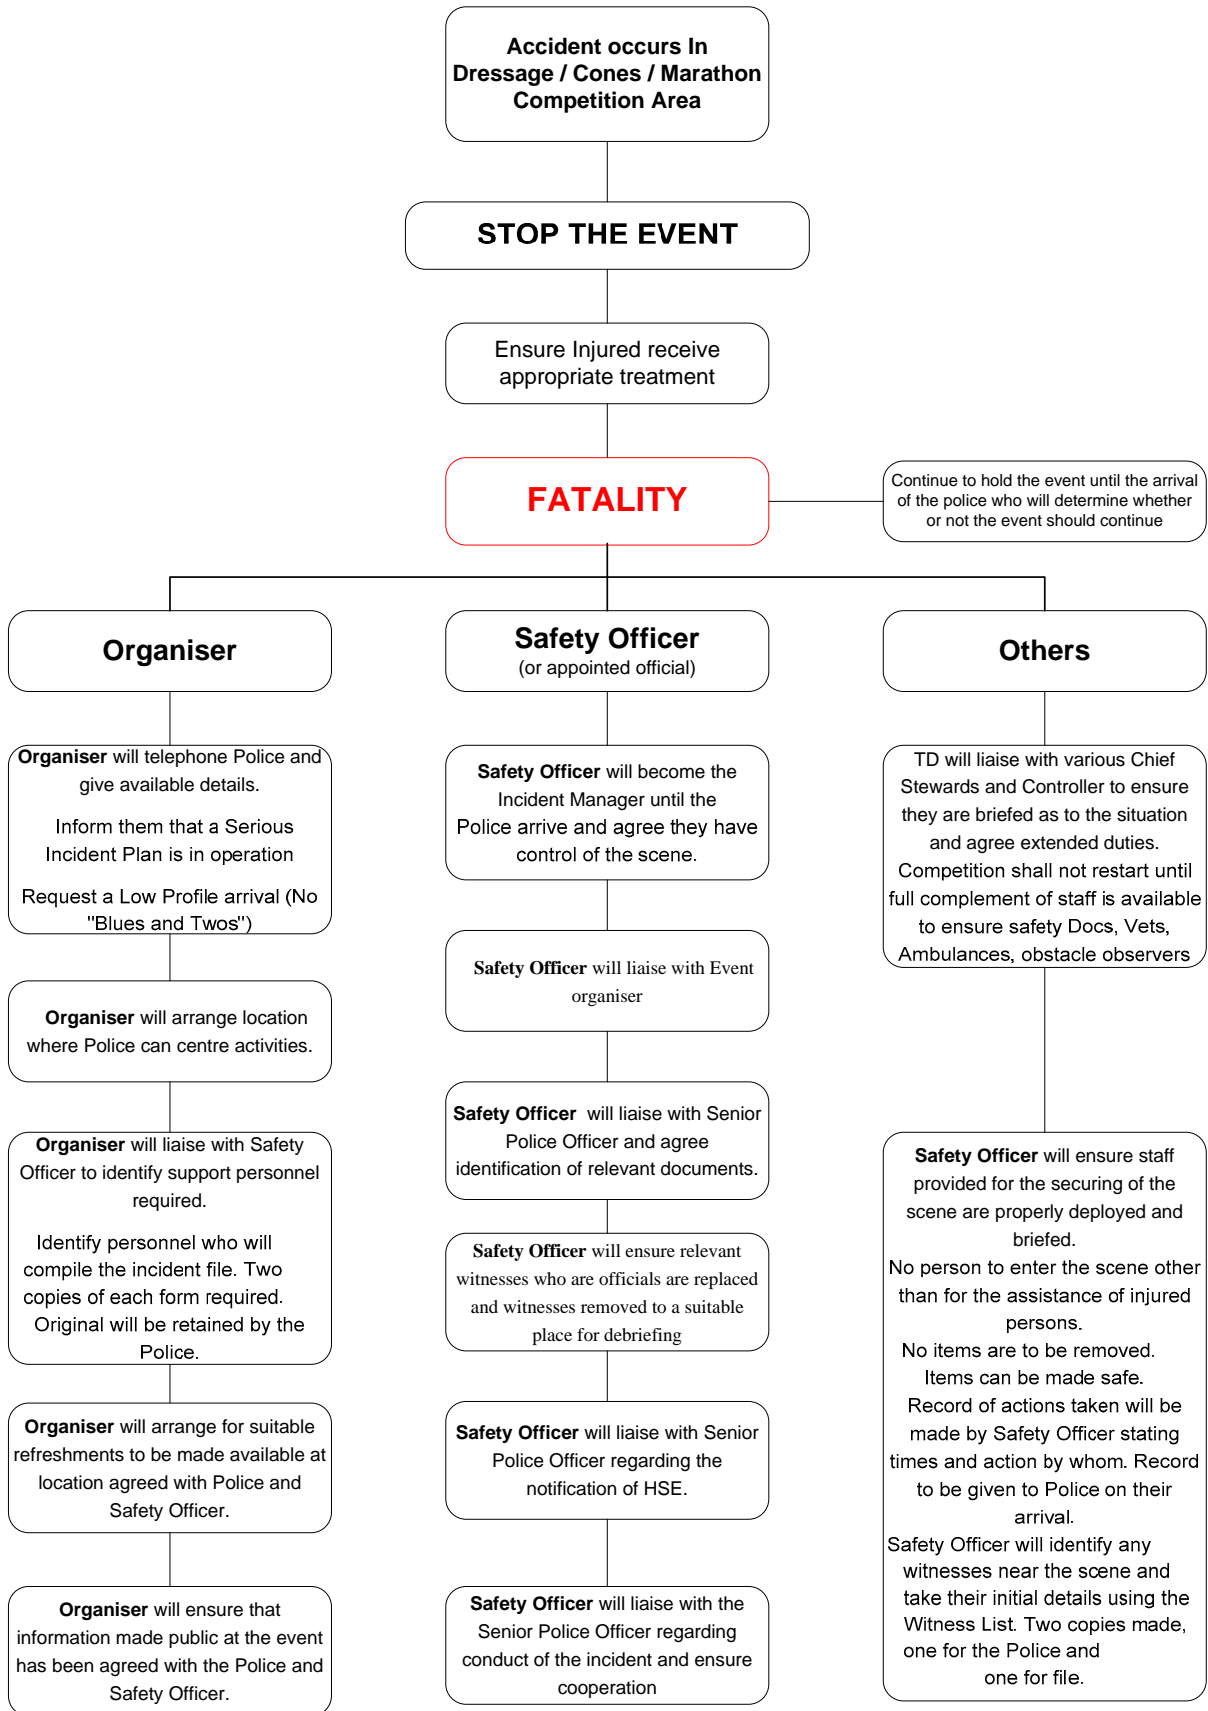 Accident occurs In
Dressage / Cones / Marathon
Competition Area
STOP THE EVENT
Ensure Injured receive
appropriate treatment
FATALITY
Continue to hold the event until the arrival
of the police who will determine whether
or not the event should continue
Organiser
Organiser will telephone Police and
give available details.
Inform them that a Serious
Incident Plan is in operation
Request a Low Profile arrival (No
"Blues and Twos")
Organiser will arrange location
where Police can centre activities.
Organiser will liaise with Safety
Officer to identify support personnel
required.
Identify personnel who will
compile the incident file. Two
copies of each form required.
Original will be retained by the
Police.
Organiser will arrange for suitable
refreshments to be made available at
location agreed with Police and
Safety Officer.
Organiser will ensure that
information made public at the event
has been agreed with the Police and
Safety Officer.
Safety Officer
(or appointed official)
Safety Officer will become the
Incident Manager until the
Police arrive and agree they have
control of the scene.
Safety Officer will liaise with Event
organiser
Safety Officer will liaise with Senior
Police Officer and agree
identification of relevant documents.
Safety Officer will ensure relevant
witnesses who are officials are replaced
and witnesses removed to a suitable
place for debriefing
Safety Officer will liaise with Senior
Police Officer regarding the
notification of HSE.
Safety Officer will liaise with the
Senior Police Officer regarding
conduct of the incident and ensure
cooperation
Others
TD will liaise with various Chief
Stewards and Controller to ensure
they are briefed as to the situation
and agree extended duties.
Competition shall not restart until
full complement of staff is available
to ensure safety Docs, Vets,
Ambulances, obstacle observers
Safety Officer will ensure staff
provided for the securing of the
scene are properly deployed and
briefed.
No person to enter the scene other
than for the assistance of injured
persons.
No items are to be removed.
Items can be made safe.
Record of actions taken will be
made by Safety Officer stating
times and action by whom. Record
to be given to Police on their
arrival.
Safety Officer will identify any
witnesses near the scene and
take their initial details using the
Witness List. Two copies made,
one for the Police and
one for file.